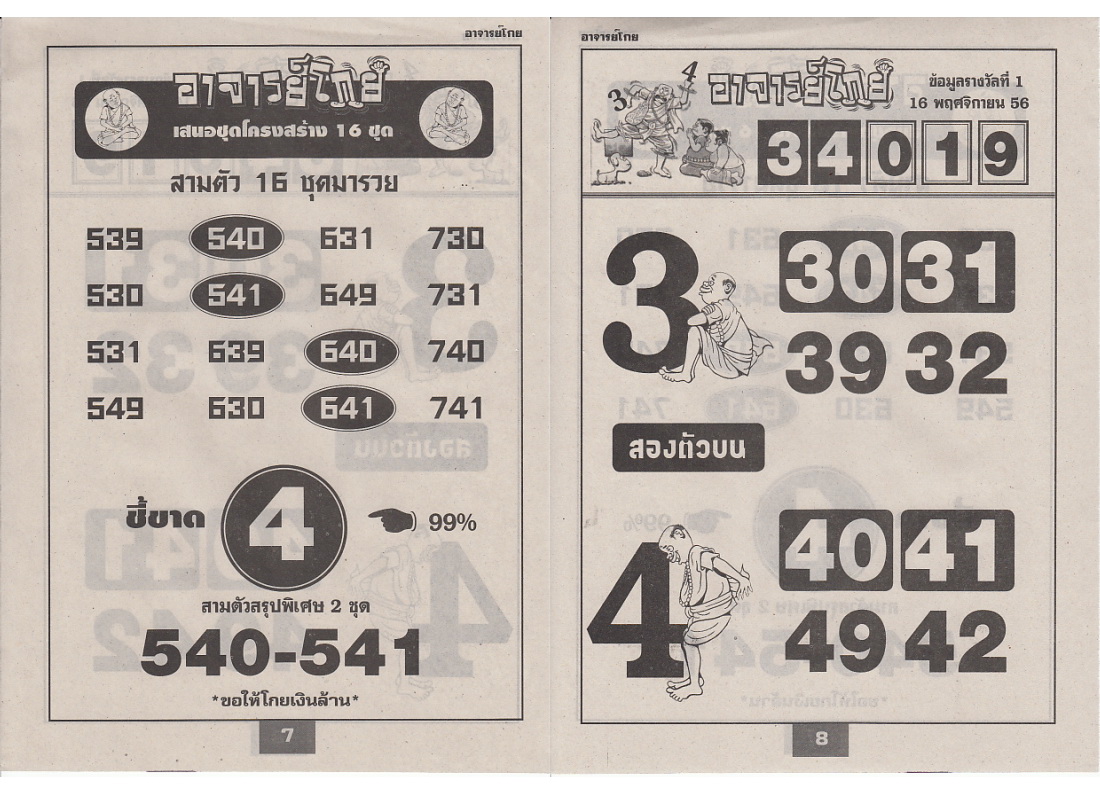 อาจารย์โกย
อาจารย์โกย
เสนอชุดโครงสร้าง 16 ชุด
สามตัว 16 ชุดมารวย
539 540 631 730
530 541 649 731
531 639 640 740
549 630 641 741
ชี้ขาด 4 99%
สามตัวสรุปพิเศษ 2 ชุด
540-541
*ขอให้โกยเงินล้าน*
7
อาจารย์โกย
3 4 อาจารย์โกย
ข้อมูลรางวัลที่ 1
16 พฤศจิกายน 56
34019
3 30 31
39 32
สองตัวบน
4 40 41
49 42
8